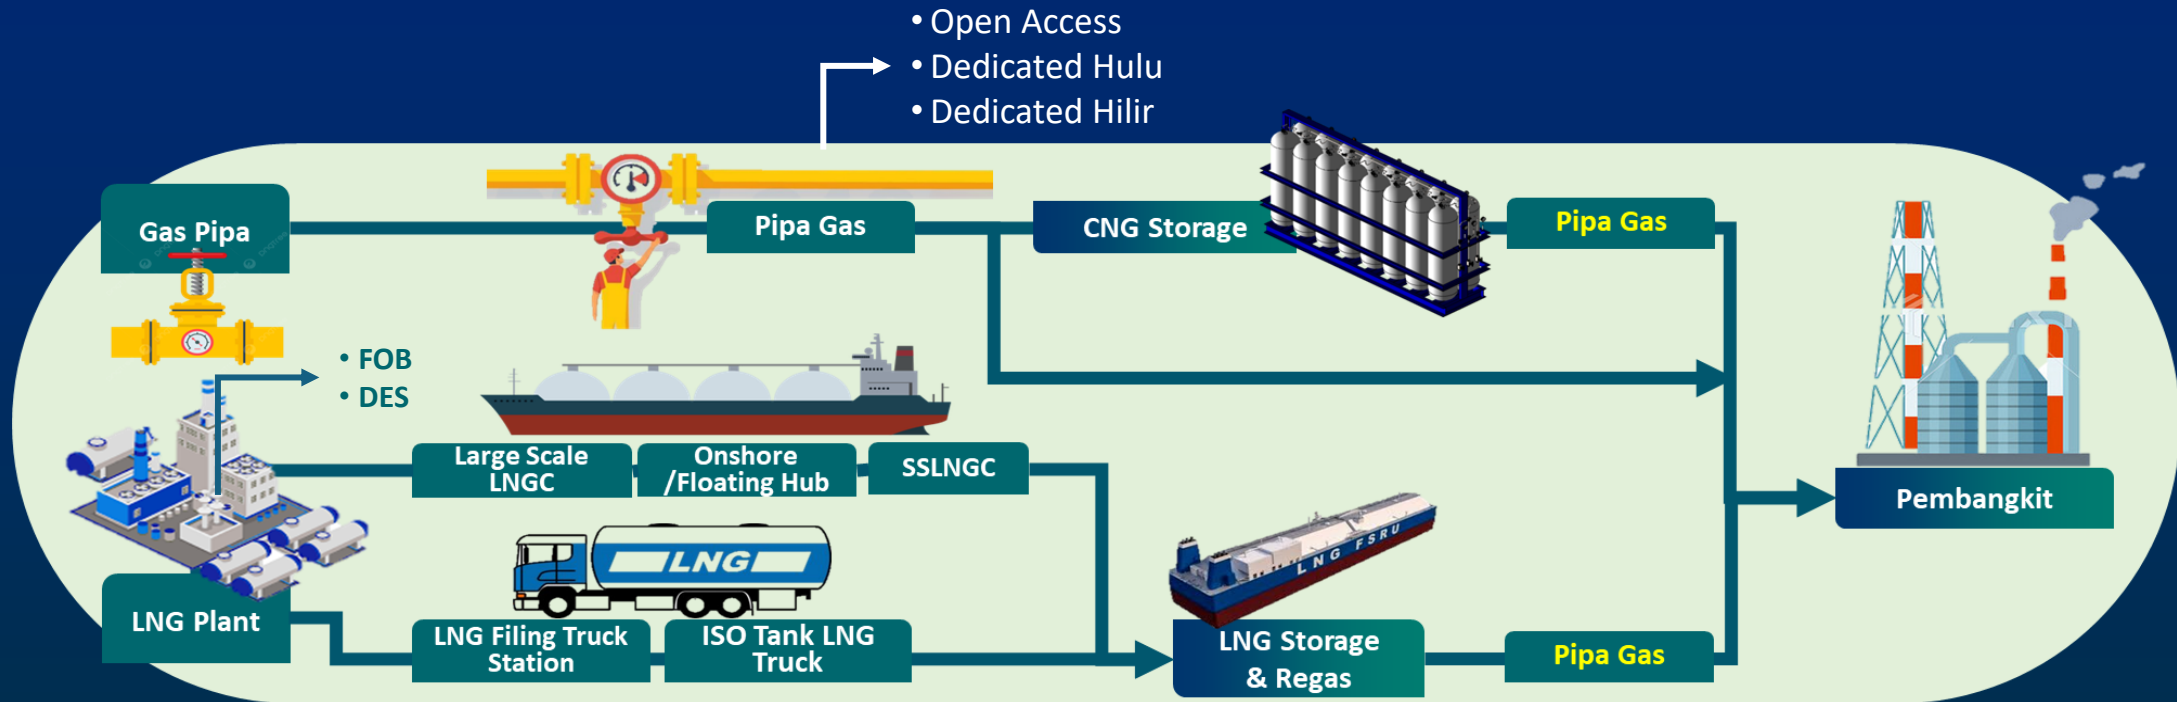 • Open Access
• Dedicated Hulu
• Dedicated Hilir
Gas Pipa
Pipa Gas
CNG Storage
Pipa Gas
• FOB
• DES
Large Scale
LNGC
Onshore
/Floating Hub
SSLNGC
Pembangkit
LNG FSRU
LNG
LNG Plant
LNG Filing Truck
Station
ISO Tank LNG
Truck
LNG Storage
& Regas
Pipa Gas